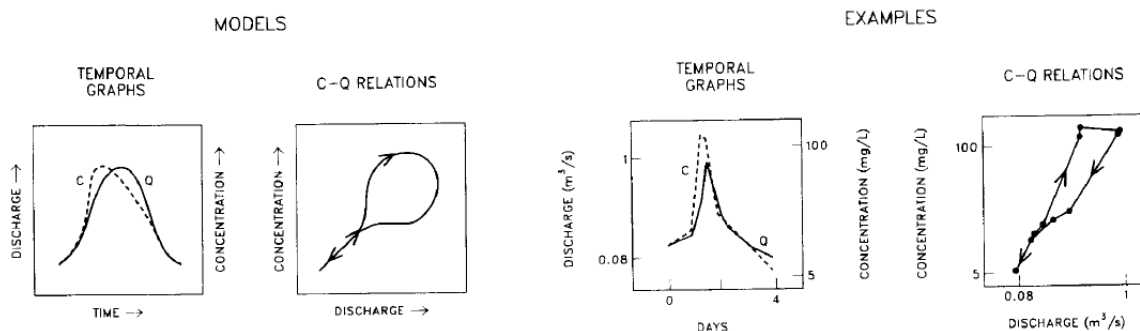 MODELS
TEMPORAL
GRAPHS
C-Q RELATIONS
DISCHARGE →
C
Q
CONCENTRATION →
TIME →
CONCENTRATION →
DISCHARGE →
EXAMPLES
TEMPORAL
GRAPHS
C-Q RELATIONS
DISCHARGE (m³/s)
1
0.08
C
Q
100
5
CONCENTRATION (mg/L)
0
4
DAYS
CONCENTRATION (mg/L)
100
5
0.08
1
DISCHARGE (m³/s)